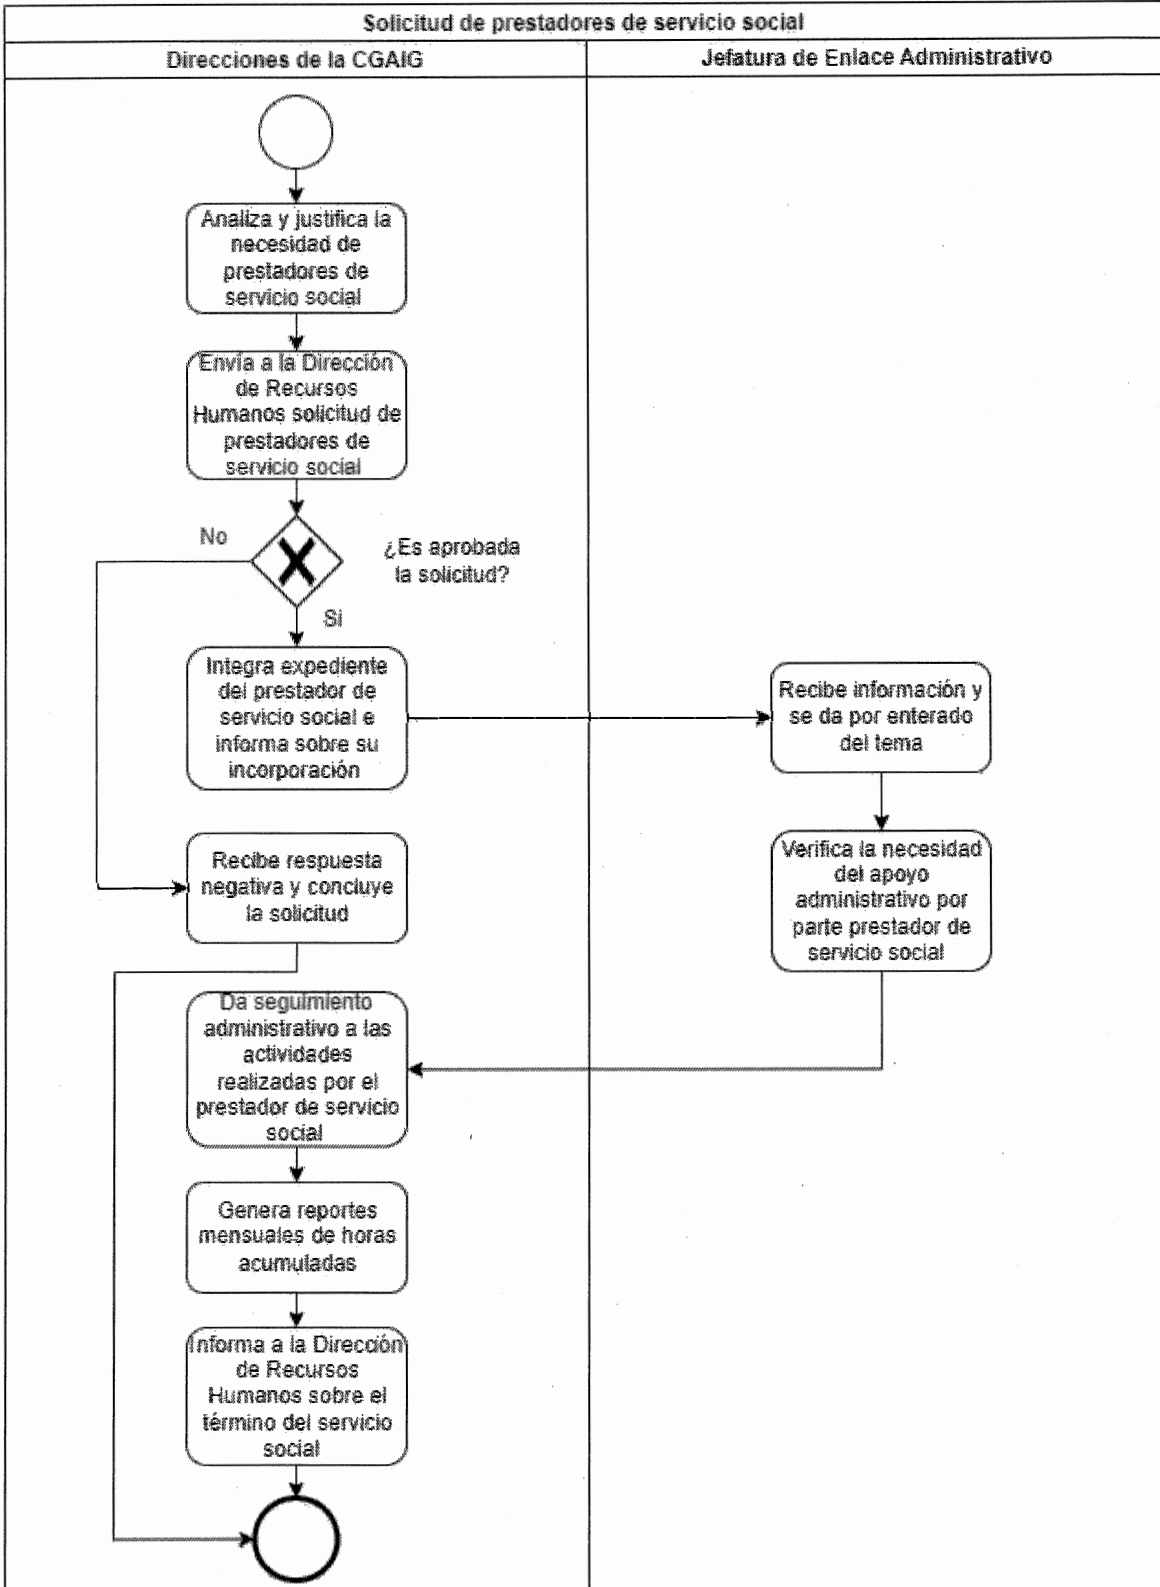 Solicitud de prestadores de servicio social
Direcciones de la CGAIG
Jefatura de Enlace Administrativo
Analiza y justifica la
necesidad de
prestadores de
servicio social
Envía a la Dirección
de Recursos
Humanos solicitud de
prestadores de
servicio social
No
¿Es aprobada
la solicitud?
Si
Integra expediente
del prestador de
servicio social e
informa sobre su
incorporación
Recibe información y
se da por enterado
del tema
Recibe respuesta
negativa y concluye
la solicitud
Verifica la necesidad
del apoyo
administrativo por
parte prestador de
servicio social
Da seguimiento
administrativo a las
actividades
realizadas por el
prestador de servicio
social
Genera reportes
mensuales de horas
acumuladas
Informa a la Dirección
de Recursos
Humanos sobre el
término del servicio
social